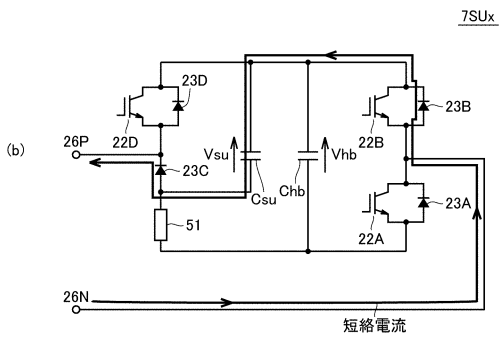 7SUx
(b)
23D
22D
23B
22B
26P
23C
Vsu
Csu
Vhb
Chb
51
23A
22A
26N
短絡電流